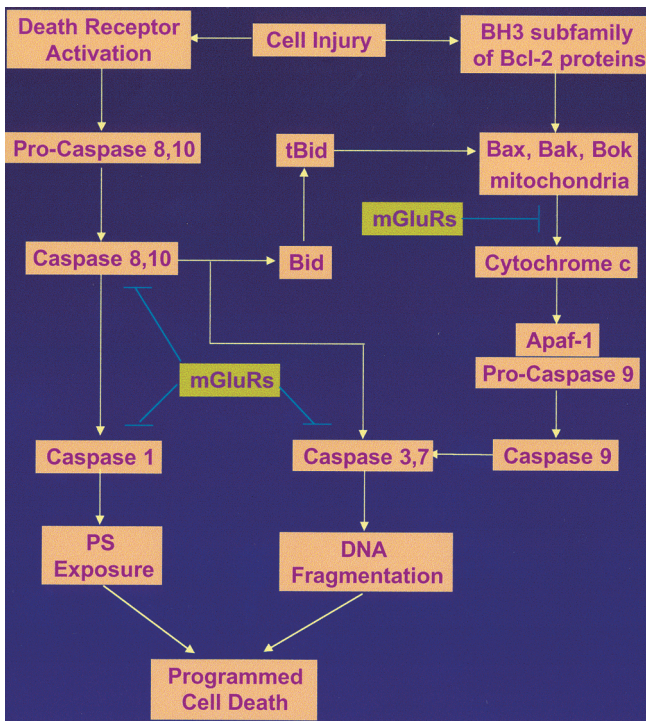 Death Receptor
Activation
Cell Injury
BH3 subfamily
of Bcl-2 proteins
Pro-Caspase 8,10
tBid
Bax, Bak, Bok
mitochondria
mGluRs
Caspase 8,10
Bid
Cytochrome c
Apaf-1
Pro-Caspase 9
mGluRs
Caspase 1
Caspase 3,7
Caspase 9
PS
Exposure
DNA
Fragmentation
Programmed
Cell Death